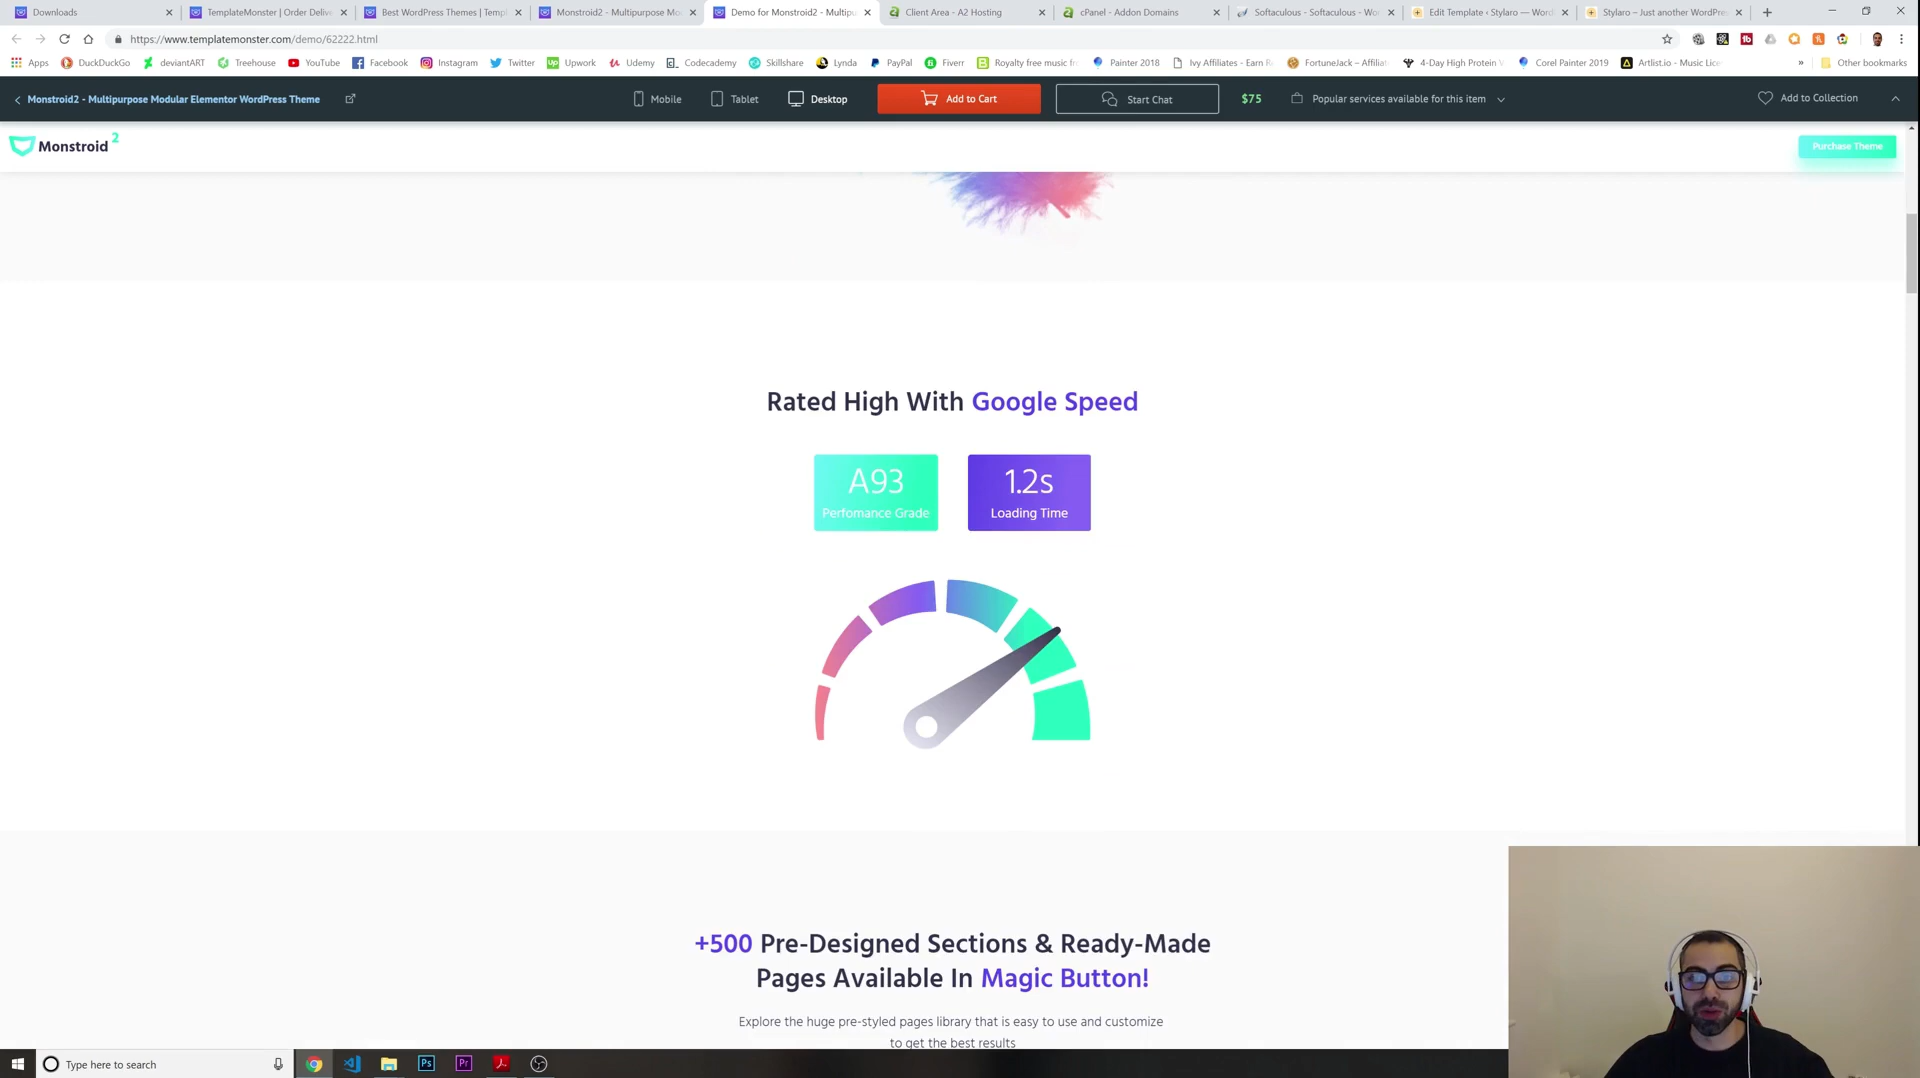 Downloads
TemplateMonster | Order Delive
Best WordPress Themes | Templ
Monstroid2 - Multipurpose Mo
Demo for Monstroid2 - Multipu
Client Area - A2 Hosting
cPanel - Addon Domains
Softaculous - Softaculous - Wo
Edit Template ‹ Stylaro — Word
Stylaro – Just another WordPres
https://www.templatemonster.com/demo/62222.html
Apps
DuckDuckGo
deviantART
Treehouse
YouTube
Facebook
Instagram
Twitter
Upwork
Udemy
Codecademy
Skillshare
Lynda
PayPal
Fiverr
Royalty free music fr
Painter 2018
Ivy Affiliates - Earn R
FortuneJack – Affiliat
4-Day High Protein V
Corel Painter 2019
Artlist.io - Music Lice
»
Other bookmarks
Monstroid2 - Multipurpose Modular Elementor WordPress Theme
Mobile
Tablet
Desktop
Add to Cart
Start Chat
$75
Popular services available for this item
Add to Collection
Monstroid 2
Purchase Theme
Rated High With Google Speed
A93
Perfomance Grade
1.2s
Loading Time
+500 Pre-Designed Sections & Ready-Made
Pages Available In Magic Button!
Explore the huge pre-styled pages library that is easy to use and customize
to get the best results
Type here to search
Ps
Pr